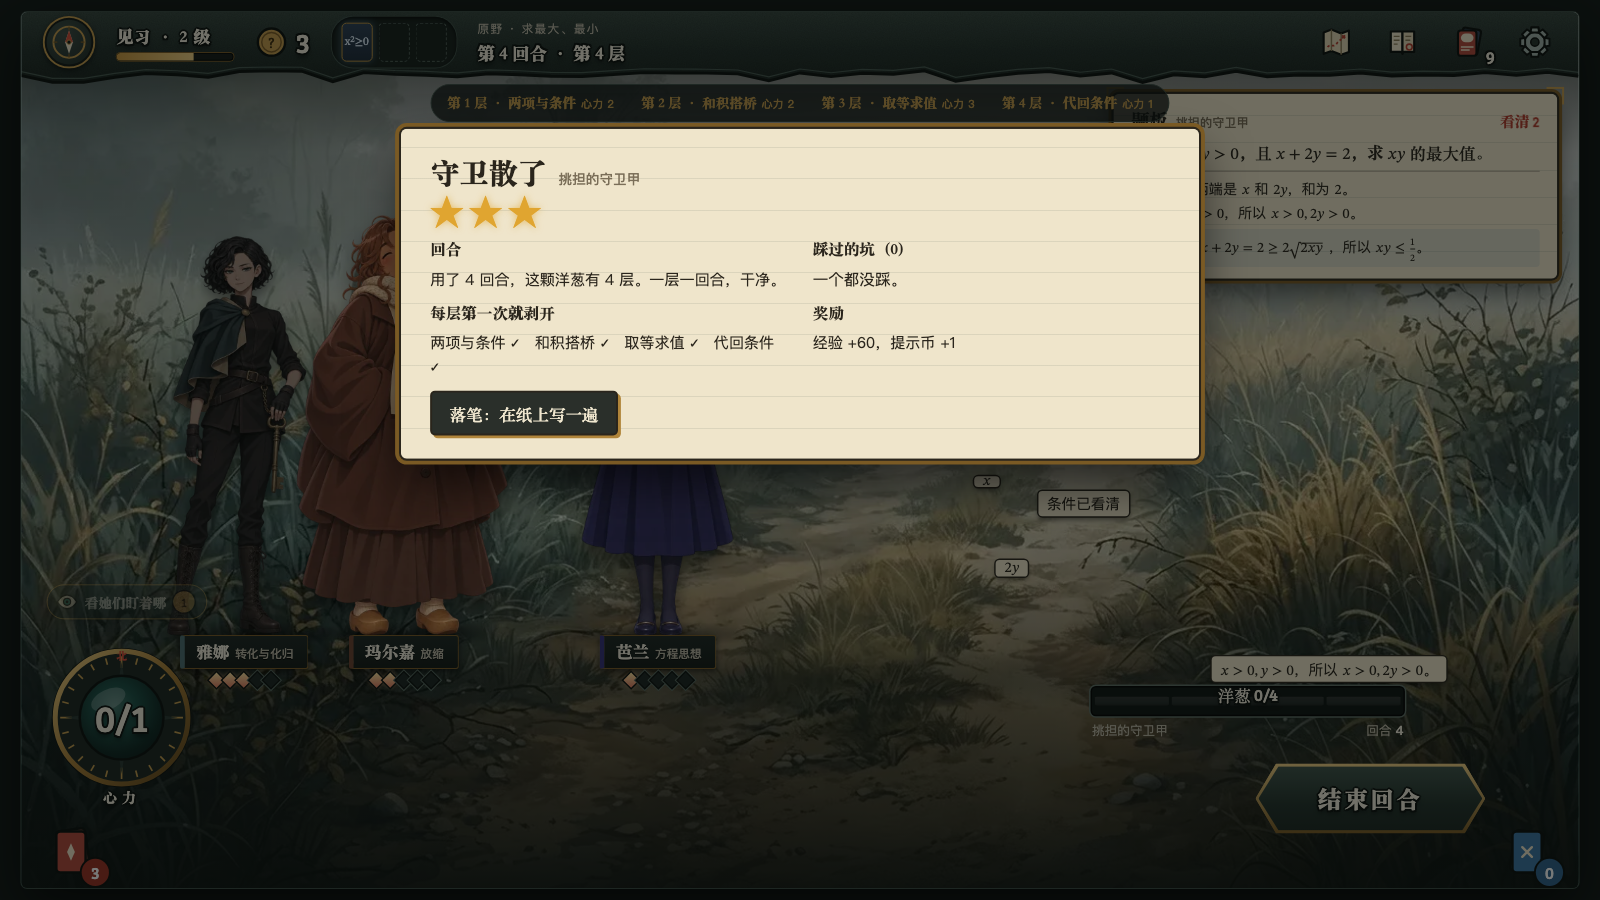 见习 · 2 级
?
3
x²≥0
原野 · 求最大、最小
第 4 回合 · 第 4 层
9
第 1 层 · 两项与条件 心力 2
第 2 层 · 和积搭桥 心力 2
第 3 层 · 取等求值 心力 3
第 4 层 · 代回条件 心力 1
挑担的守卫甲
看清 2
y > 0，且 x + 2y = 2，求 xy 的最大值。
两端是 x 和 2y，和为 2。
> 0，所以 x > 0, 2y > 0。
x + 2y = 2 ≥ 2√2xy ，所以 xy ≤ 1/2。
守卫散了 挑担的守卫甲
回合
用了 4 回合，这颗洋葱有 4 层。一层一回合，干净。
踩过的坑（0）
一个都没踩。
每层第一次就剥开
两项与条件 ✓ 和积搭桥 ✓ 取等求值 ✓ 代回条件
✓
奖励
经验 +60，提示币 +1
落笔：在纸上写一遍
x
条件已看清
2y
看她们盯着哪 1
雅娜 转化与化归
玛尔嘉 放缩
芭兰 方程思想
0/1
心力
x > 0, y > 0，所以 x > 0, 2y > 0。
洋葱 0/4
挑担的守卫甲
回合 4
结束回合
3
0